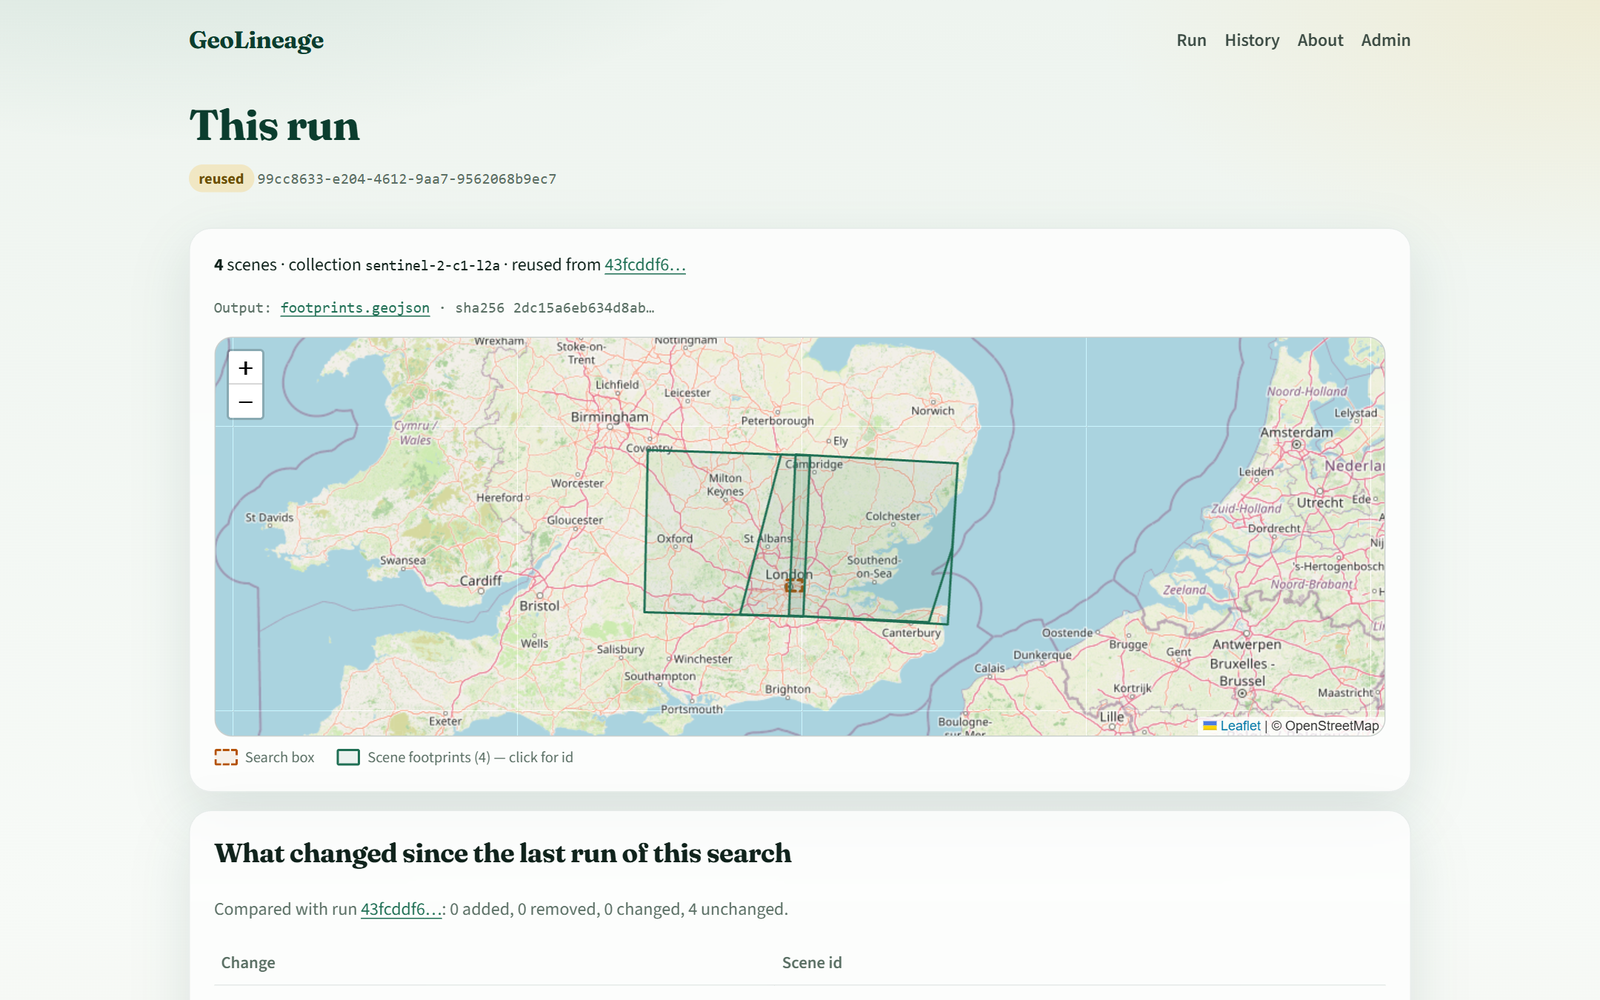 GeoLineage
Run History About Admin
This run
reused 99cc8633-e204-4612-9aa7-9562068b9ec7
4 scenes · collection sentinel-2-c1-l2a · reused from 43fcddf6…
Output: footprints.geojson · sha256 2dc15a6eb634d8ab…
+
−
Wrexham
Stoke-on-
Trent
Nottingham
Lichfield
Leicester
Birmingham
Peterborough
Norwich
Cymru /
Wales
Coventry
Ely
Cambridge
Worcester
Milton
Keynes
Hereford
St Davids
Gloucester
Colchester
Oxford
St Albans
Swansea
Southend-
on-Sea
Cardiff
London
Bristol
Canterbury
Wells
Salisbury
Winchester
Southampton
Brighton
Portsmouth
Exeter
Noord-Holland
Lelystad
Amsterdam
Leiden
Utrecht
Ede
Zuid-Holland
Dordrecht
's-Hertogenbosch
Noord-Brabant
Zeeland
Oostende
Brugge
Gent
Antwerpen
Dunkerque
Calais
Bruxelles -
Brussel
Kortrijk
Maastricht
Lille
Boulogne-
Leaflet | © OpenStreetMap
Search box Scene footprints (4) — click for id
What changed since the last run of this search
Compared with run 43fcddf6…: 0 added, 0 removed, 0 changed, 4 unchanged.
Change Scene id